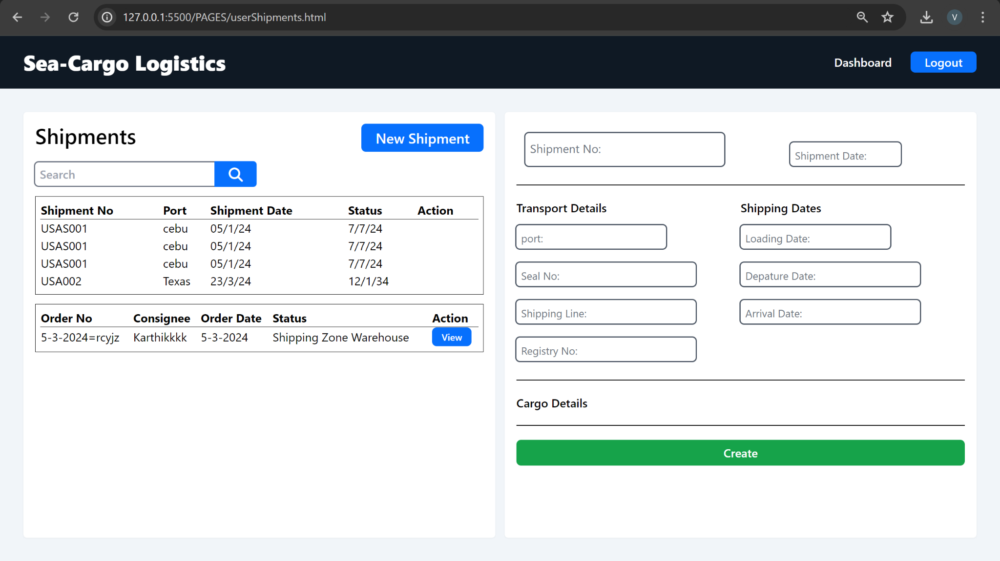 127.0.0.1:5500/PAGES/userShipments.html
V
Sea-Cargo Logistics
Dashboard
Logout
Shipments
New Shipment
Search
Shipment No Port Shipment Date Status Action
USAS001 cebu 05/1/24 7/7/24
USAS001 cebu 05/1/24 7/7/24
USAS001 cebu 05/1/24 7/7/24
USA002 Texas 23/3/24 12/1/34
Order No Consignee Order Date Status Action
5-3-2024=rcyjz Karthikkkk 5-3-2024 Shipping Zone Warehouse View
Shipment No:
Shipment Date:
Transport Details
port:
Seal No:
Shipping Line:
Registry No:
Shipping Dates
Loading Date:
Depature Date:
Arrival Date:
Cargo Details
Create